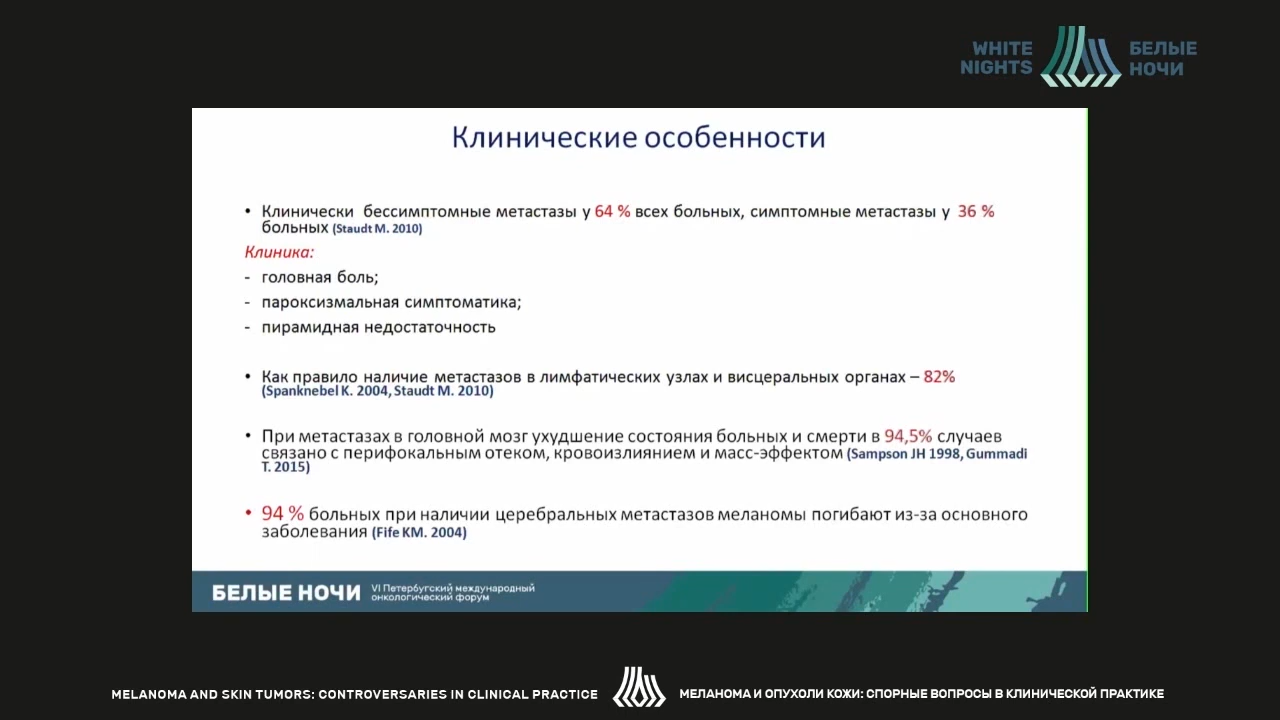 WHITE NIGHTS
БЕЛЫЕ НОЧИ
Клинические особенности
• Клинически бессимптомные метастазы у 64 % всех больных, симптомные метастазы у 36 %
больных (Staudt M. 2010)
Клиника:
- головная боль;
- пароксизмальная симптоматика;
- пирамидная недостаточность
• Как правило наличие метастазов в лимфатических узлах и висцеральных органах – 82%
(Spanknebel K. 2004, Staudt M. 2010)
• При метастазах в головной мозг ухудшение состояния больных и смерти в 94,5% случаев
связано с перифокальным отеком, кровоизлиянием и масс-эффектом (Sampson JH 1998, Gummadi
T. 2015)
• 94 % больных при наличии церебральных метастазов меланомы погибают из-за основного
заболевания (Fife KM. 2004)
БЕЛЫЕ НОЧИ
VI Петербугский международный
онкологический форум
MELANOMA AND SKIN TUMORS: CONTROVERSARIES IN CLINICAL PRACTICE
МЕЛАНОМА И ОПУХОЛИ КОЖИ: СПОРНЫЕ ВОПРОСЫ В КЛИНИЧЕСКОЙ ПРАКТИКЕ